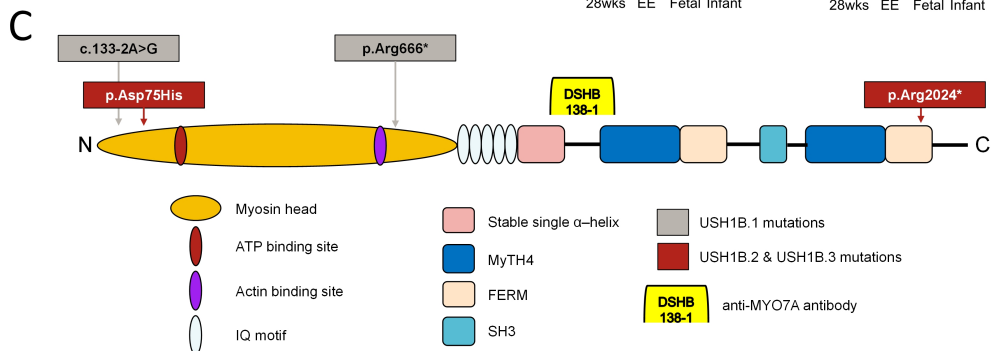 28wks EE Fetal Infant
28wks EE Fetal Infant
C
c.133-2A>G
p.Arg666*
p.Asp75His
DSHB
138-1
p.Arg2024*
N
C
Myosin head
ATP binding site
Actin binding site
IQ motif
Stable single α–helix
MyTH4
FERM
SH3
USH1B.1 mutations
USH1B.2 & USH1B.3 mutations
DSHB
138-1
anti-MYO7A antibody